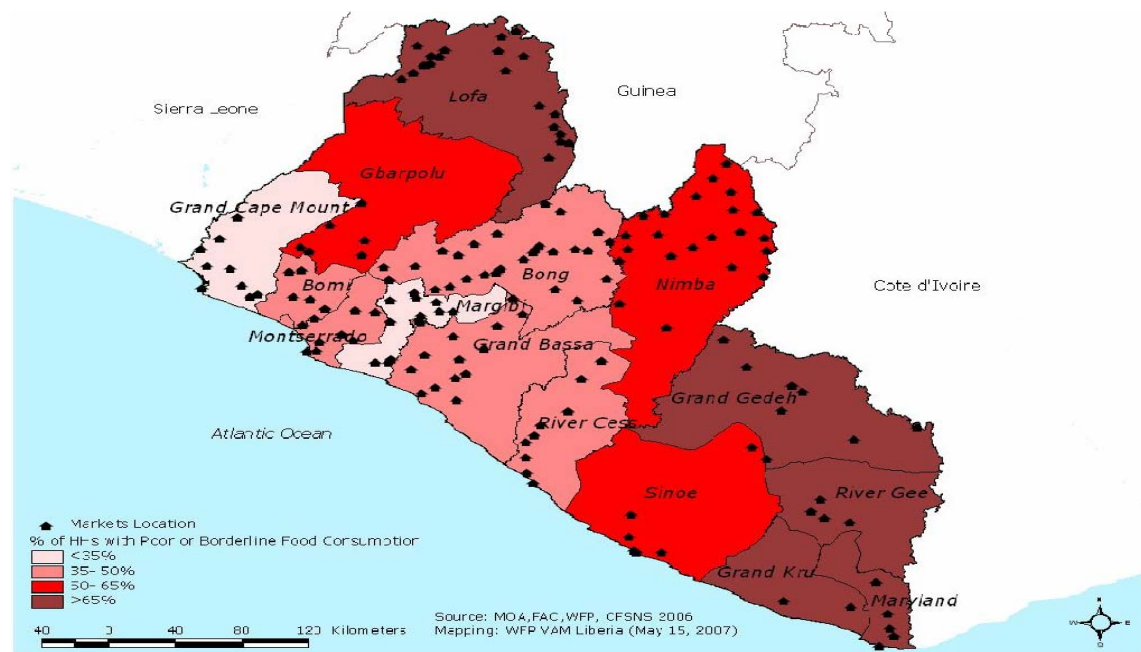 Lofa
Guinea
Sierra Leone
Gbarpolu
Grand Cape Mount
Bong
Bomi
Nimba
Cote d'Ivoire
Margibi
Montserrado
Grand Bassa
Grand Gedeh
River Cess
Atlantic Ocean
Sinoe
River Gee
Grand Kru
Maryland
Markets Location
% of HHs with Poor or Borderline Food Consumption
<35%
35- 50%
50- 65%
>65%
Source: MOA,FAC,WFP, CFSNS 2006
Mapping: WFP VAM Liberia (May 15, 2007)
40 0 40 80 120 Kilometers
W E